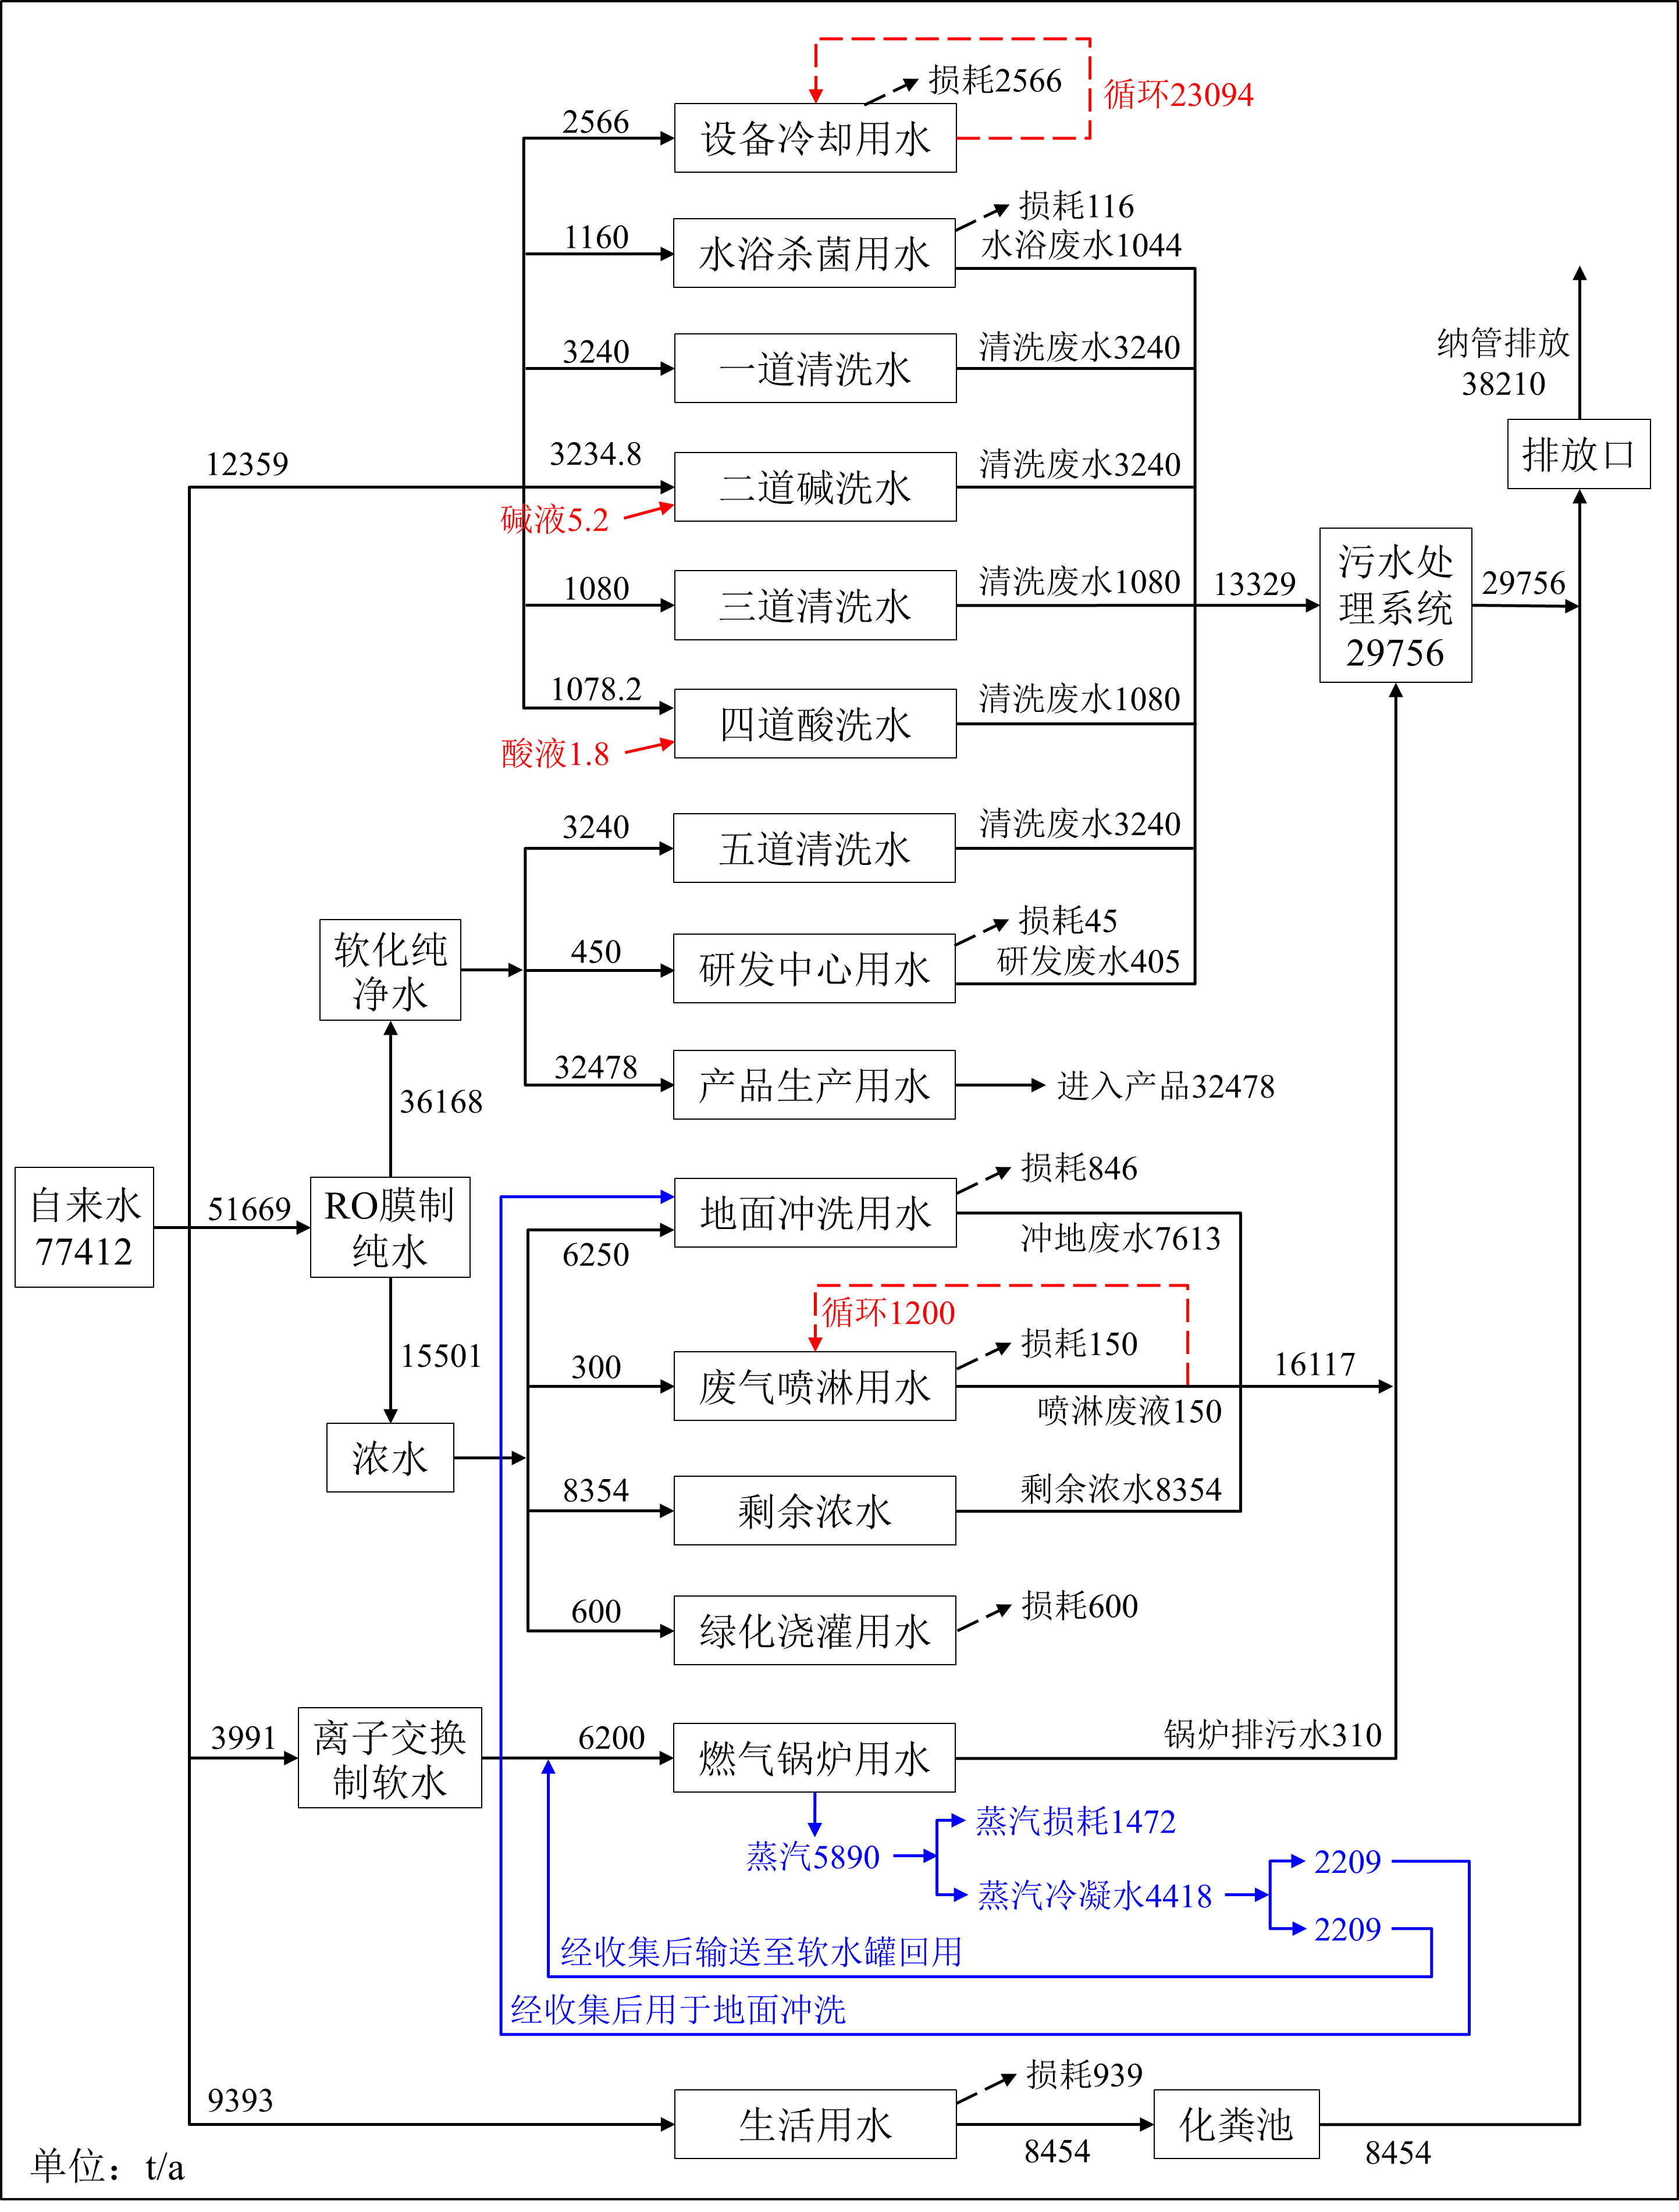 损耗2566
循环23094
2566
设备冷却用水
损耗116
1160
水浴杀菌用水
水浴废水1044
3240
一道清洗水
清洗废水3240
纳管排放
38210
排放口
12359
3234.8
二道碱洗水
清洗废水3240
碱液5.2
1080
三道清洗水
清洗废水1080
13329
污水处
理系统
29756
29756
1078.2
四道酸洗水
清洗废水1080
酸液1.8
3240
五道清洗水
清洗废水3240
软化纯
净水
450
研发中心用水
损耗45
研发废水405
32478
产品生产用水
进入产品32478
36168
自来水
77412
51669
RO膜制
纯水
损耗846
地面冲洗用水
6250
冲地废水7613
循环1200
15501
300
废气喷淋用水
损耗150
喷淋废液150
16117
浓水
8354
剩余浓水
剩余浓水8354
600
绿化浇灌用水
损耗600
3991
离子交换
制软水
6200
燃气锅炉用水
锅炉排污水310
蒸汽5890
蒸汽损耗1472
蒸汽冷凝水4418
2209
2209
经收集后输送至软水罐回用
经收集后用于地面冲洗
9393
生活用水
损耗939
8454
化粪池
8454
单位：t/a